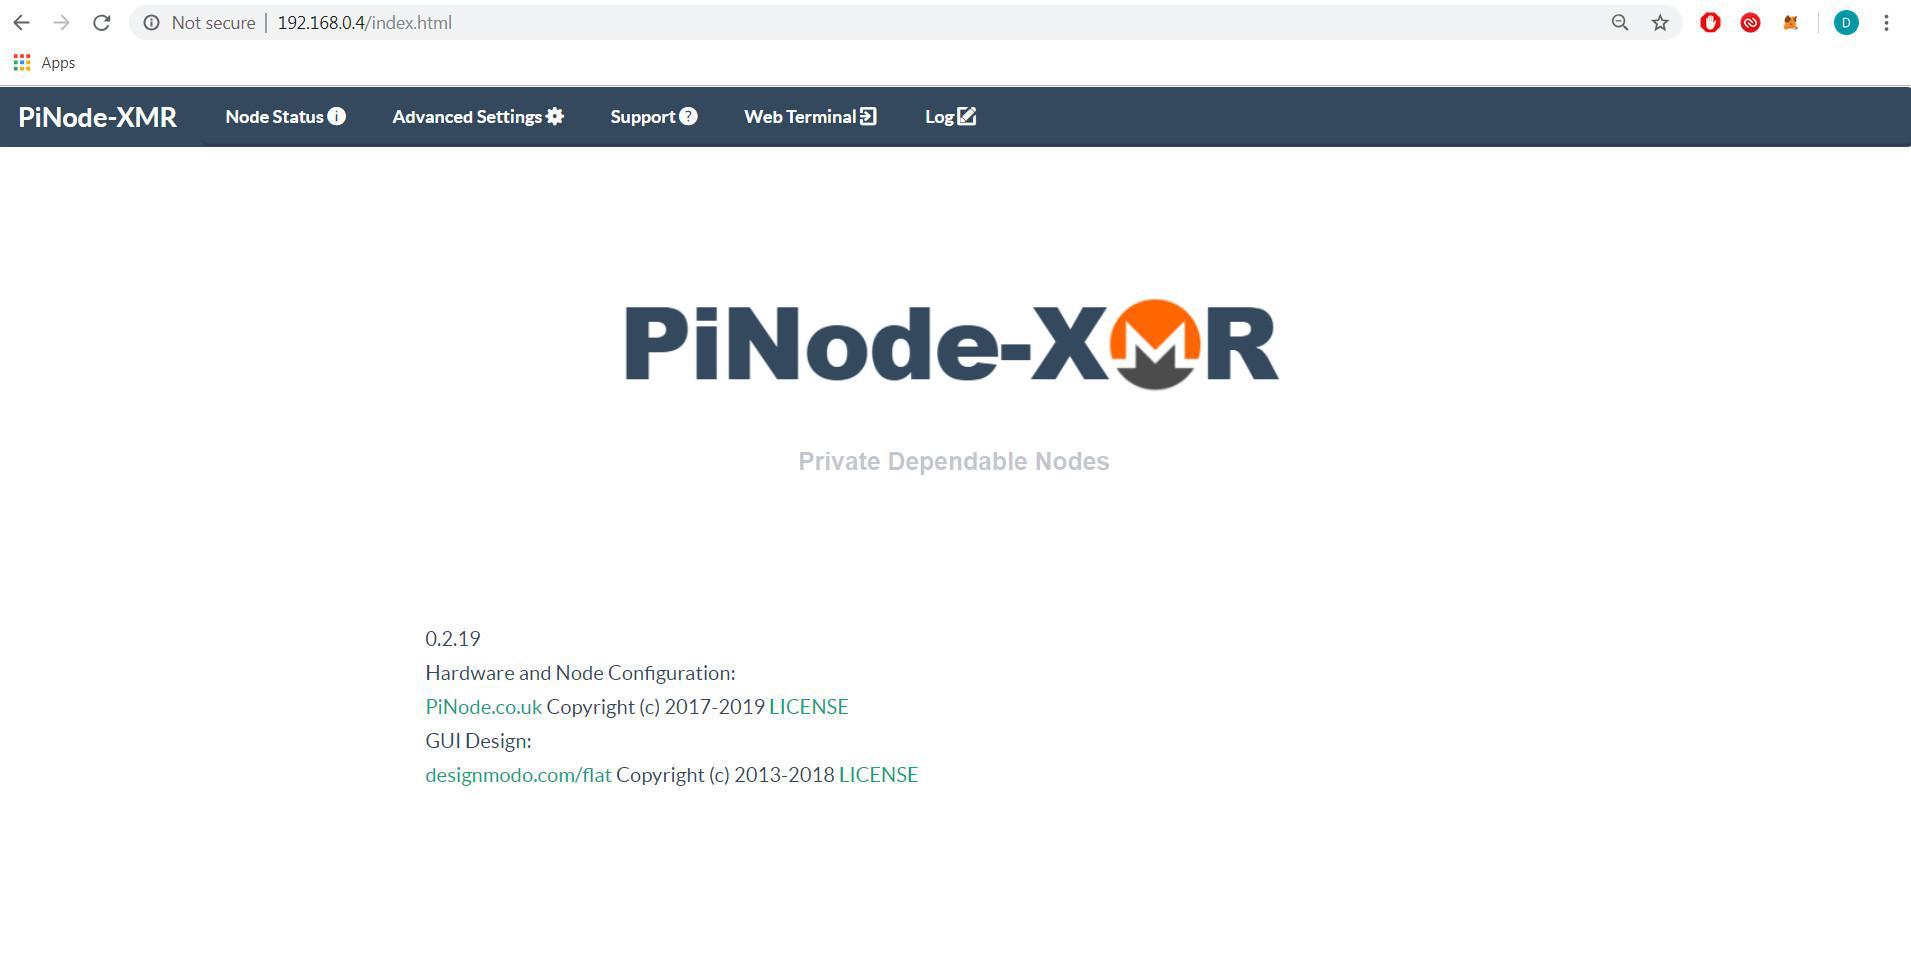 Not secure | 192.168.0.4/index.html
D
Apps
PiNode-XMR Node Status Advanced Settings Support Web Terminal Log
PiNode-XMR
Private Dependable Nodes
0.2.19
Hardware and Node Configuration:
PiNode.co.uk Copyright (c) 2017-2019 LICENSE
GUI Design:
designmodo.com/flat Copyright (c) 2013-2018 LICENSE